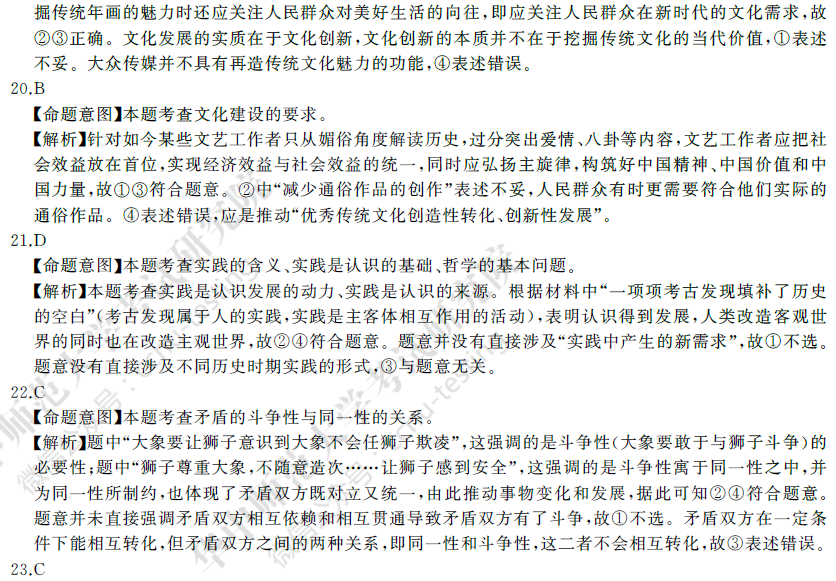 掘传统年画的魅力时还应关注人民群众对美好生活的向往,即应关注人民群众在新时代的文化需求,故
②③正确。文化发展的实质在于文化创新,文化创新的本质并不在于挖掘传统文化的当代价值,①表述
不妥。大众传媒并不具有再造传统文化魅力的功能,④表述错误。
20.B
【命题意图】本题考查文化建设的要求。
【解析】针对如今某些文艺工作者只从媚俗角度解读历史,过分突出爱情、八卦等内容,文艺工作者应把社
会效益放在首位,实现经济效益与社会效益的统一,同时应弘扬主旋律,构筑好中国精神、中国价值和中
国力量,故①③符合题意。②中“减少通俗作品的创作”表述不妥,人民群众有时更需要符合他们实际的
通俗作品。④表述错误,应是推动“优秀传统文化创造性转化、创新性发展”。
21.D
【命题意图】本题考查实践的含义、实践是认识的基础、哲学的基本问题。
【解析】本题考查实践是认识发展的动力、实践是认识的来源。根据材料中“一项项考古发现填补了历史
的空白”(考古发现属于人的实践,实践是主客体相互作用的活动),表明认识得到发展,人类改造客观世
界的同时也在改造主观世界,故②④符合题意。题意并没有直接涉及“实践中产生的新需求”,故①不选。
题意没有直接涉及不同历史时期实践的形式,③与题意无关。
22.C
【命题意图】本题考查矛盾的斗争性与同一性的关系。
【解析】题中“大象要让狮子意识到大象不会任狮子欺凌”,这强调的是斗争性(大象要敢于与狮子斗争)的
必要性;题中“狮子尊重大象,不随意造次……让狮子感到安全”,这强调的是斗争性寓于同一性之中,并
为同一性所制约,也体现了矛盾双方既对立又统一,由此推动事物变化和发展,据此可知②④符合题意。
题意并未直接强调矛盾双方相互依赖和相互贯通导致矛盾双方有了斗争,故①不选。矛盾双方在一定条
件下能相互转化,但矛盾双方之间的两种关系,即同一性和斗争性,这二者不会相互转化,故③表述错误。
23.C